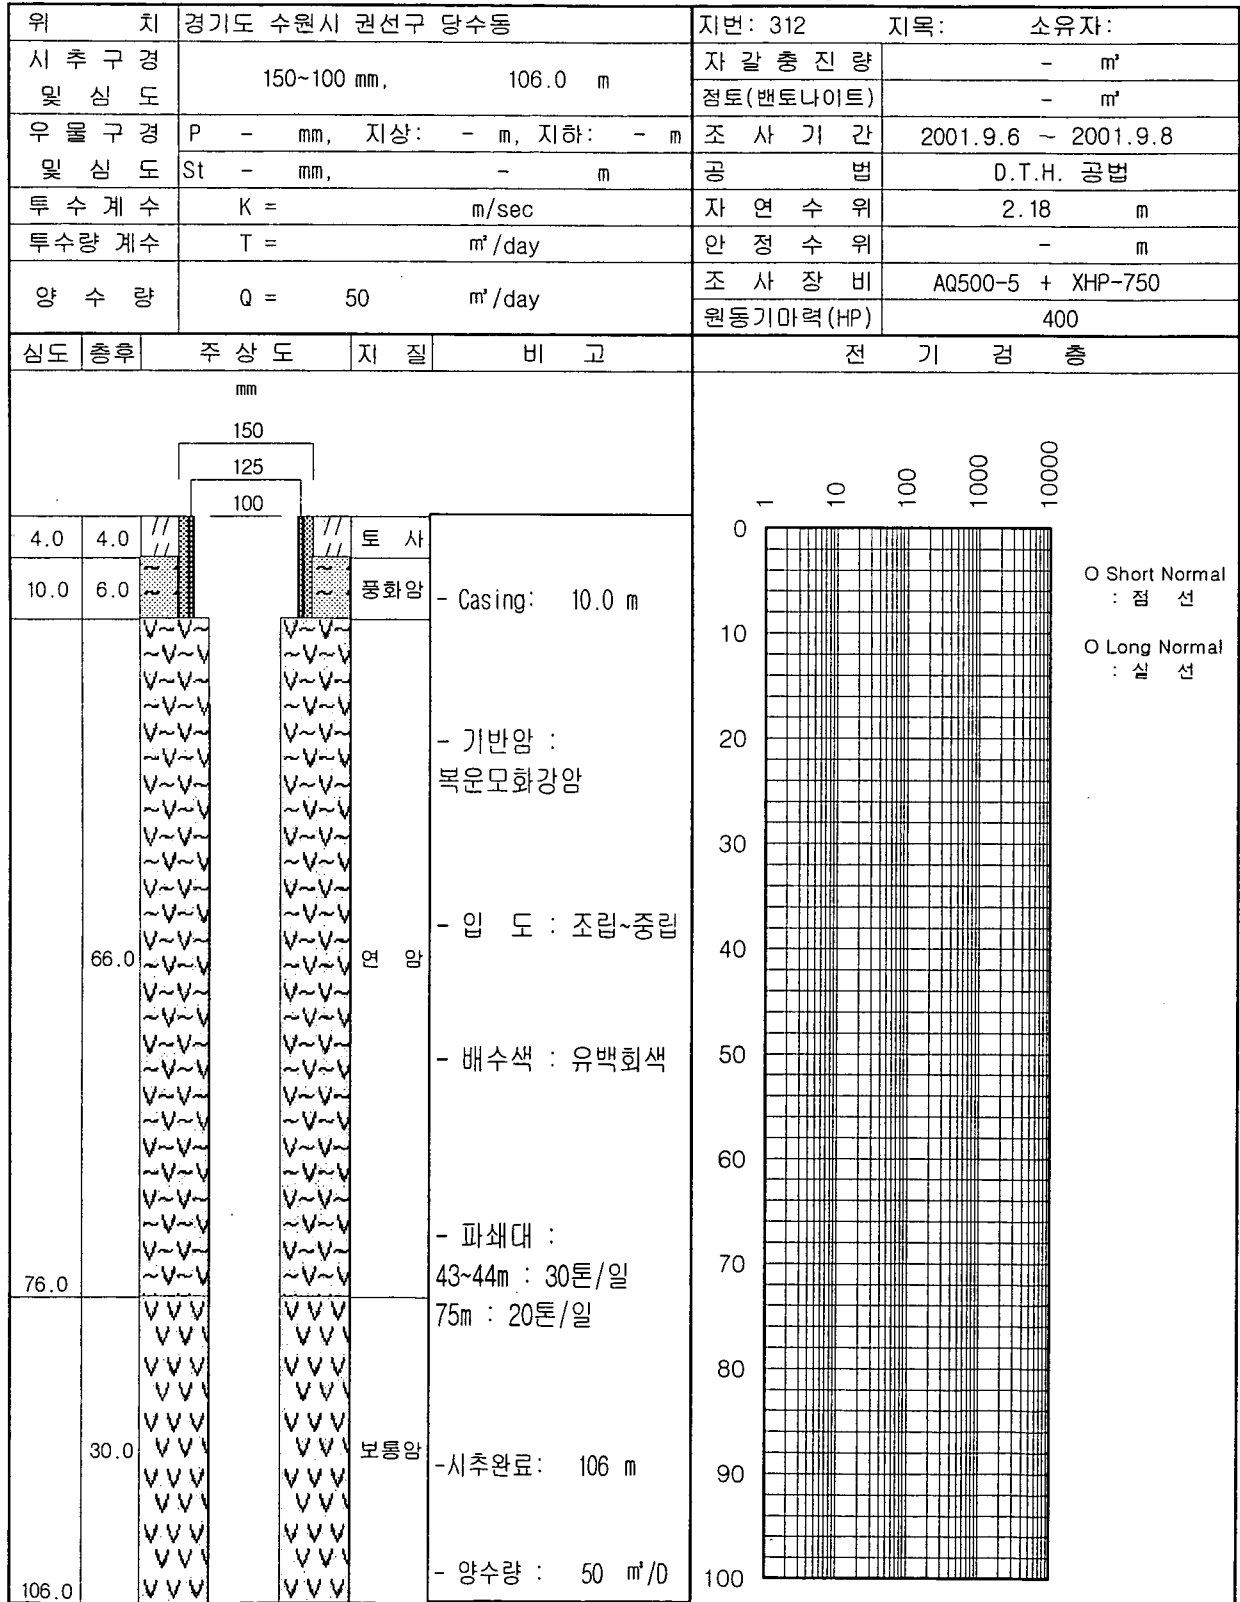 위 치 경기도 수원시 권선구 당수동 지번: 312 지목: 소유자:
시 추 구 경 및 심 도 150~100 mm, 106.0 m
자 갈 충 진 량 - ㎥
점토(밴토나이트) - ㎥
우 물 구 경 및 심 도 P - mm, 지상: - m, 지하: - m
St - mm, - m
조 사 기 간 2001.9.6 ~ 2001.9.8
공 법 D.T.H. 공법
투 수 계 수 K = m/sec
자 연 수 위 2.18 m
투수량 계수 T = ㎡/day
안 정 수 위 - m
양 수 량 Q = 50 ㎥/day
조 사 장 비 AQ500-5 + XHP-750
원동기마력(HP) 400
심도 층후 주 상 도 지 질 비 고 전 기 검 층
mm
150
125
100
4.0 4.0 토 사
10.0 6.0 풍화암
- Casing: 10.0 m
- 기반암 :
복운모화강암
- 입 도 : 조립~중립
66.0 연 암
- 배수색 : 유백회색
- 파쇄대 :
43~44m : 30톤/일
76.0
75m : 20톤/일
30.0 보통암
-시추완료: 106 m
- 양수량 : 50 ㎥/D
106.0
1 10 100 1000 10000
0
10
20
30
40
50
60
70
80
90
100
O Short Normal
: 점 선
O Long Normal
: 실 선